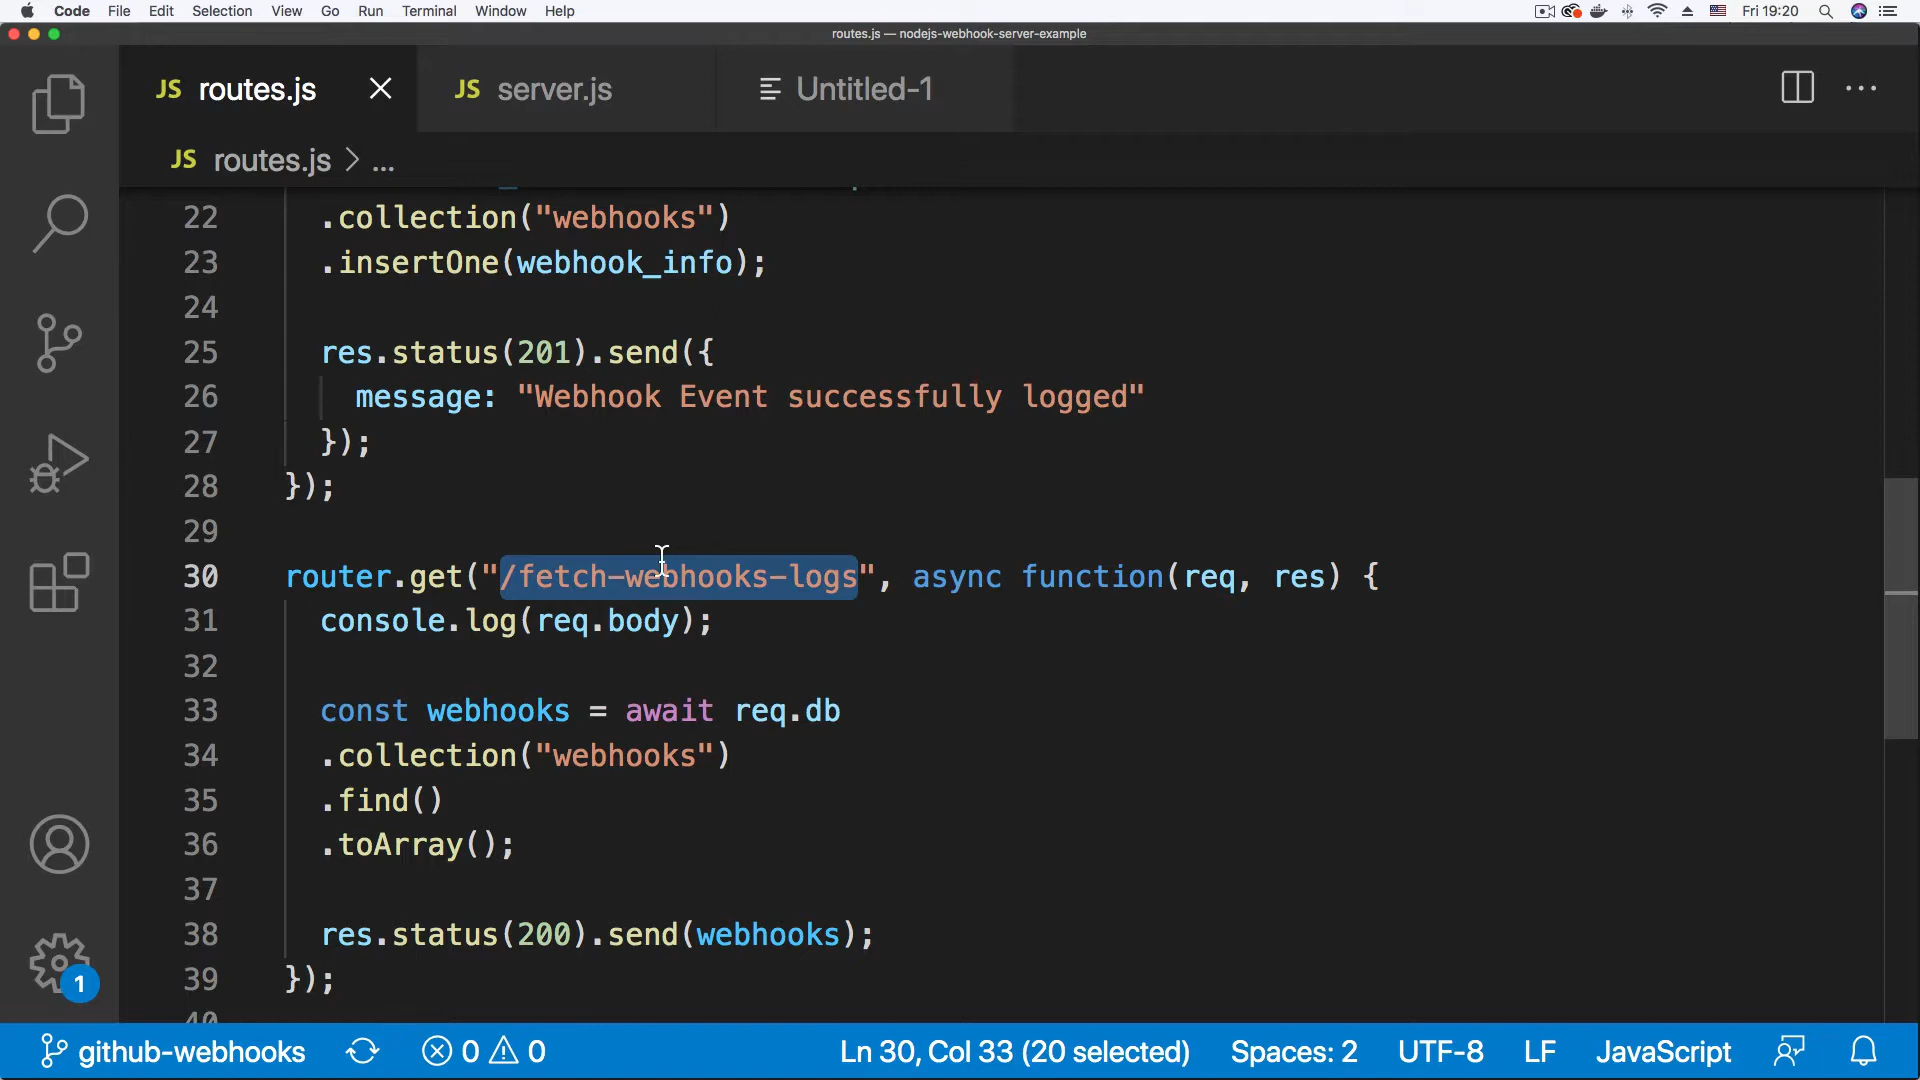 Code File Edit Selection View Go Run Terminal Window Help Fri 19:20
routes.js — nodejs-webhook-server-example
JS routes.js JS server.js Untitled-1
JS routes.js > ...
22 .collection("webhooks")
23 .insertOne(webhook_info);
24
25 res.status(201).send({
26 message: "Webhook Event successfully logged"
27 });
28 });
29
30 router.get("/fetch-webhooks-logs", async function(req, res) {
31 console.log(req.body);
32
33 const webhooks = await req.db
34 .collection("webhooks")
35 .find()
36 .toArray();
37
38 res.status(200).send(webhooks);
39 });
40
1
github-webhooks 0 0 Ln 30, Col 33 (20 selected) Spaces: 2 UTF-8 LF JavaScript